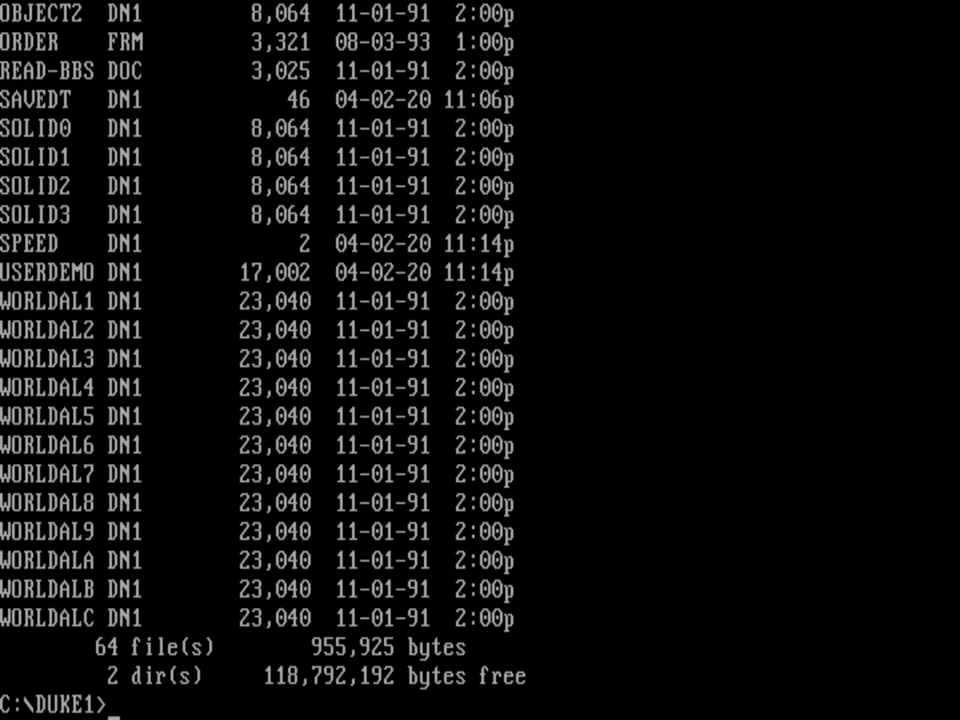 OBJECT2  DN1         8,064  11-01-91  2:00p
ORDER    FRM         3,321  08-03-93  1:00p
READ-BBS DOC         3,025  11-01-91  2:00p
SAVEDT   DN1            46  04-02-20 11:06p
SOLID0   DN1         8,064  11-01-91  2:00p
SOLID1   DN1         8,064  11-01-91  2:00p
SOLID2   DN1         8,064  11-01-91  2:00p
SOLID3   DN1         8,064  11-01-91  2:00p
SPEED    DN1             2  04-02-20 11:14p
USERDEMO DN1        17,002  04-02-20 11:14p
WORLDAL1 DN1        23,040  11-01-91  2:00p
WORLDAL2 DN1        23,040  11-01-91  2:00p
WORLDAL3 DN1        23,040  11-01-91  2:00p
WORLDAL4 DN1        23,040  11-01-91  2:00p
WORLDAL5 DN1        23,040  11-01-91  2:00p
WORLDAL6 DN1        23,040  11-01-91  2:00p
WORLDAL7 DN1        23,040  11-01-91  2:00p
WORLDAL8 DN1        23,040  11-01-91  2:00p
WORLDAL9 DN1        23,040  11-01-91  2:00p
WORLDALA DN1        23,040  11-01-91  2:00p
WORLDALB DN1        23,040  11-01-91  2:00p
WORLDALC DN1        23,040  11-01-91  2:00p
        64 file(s)        955,925 bytes
         2 dir(s)     118,792,192 bytes free
C:\DUKE1>_